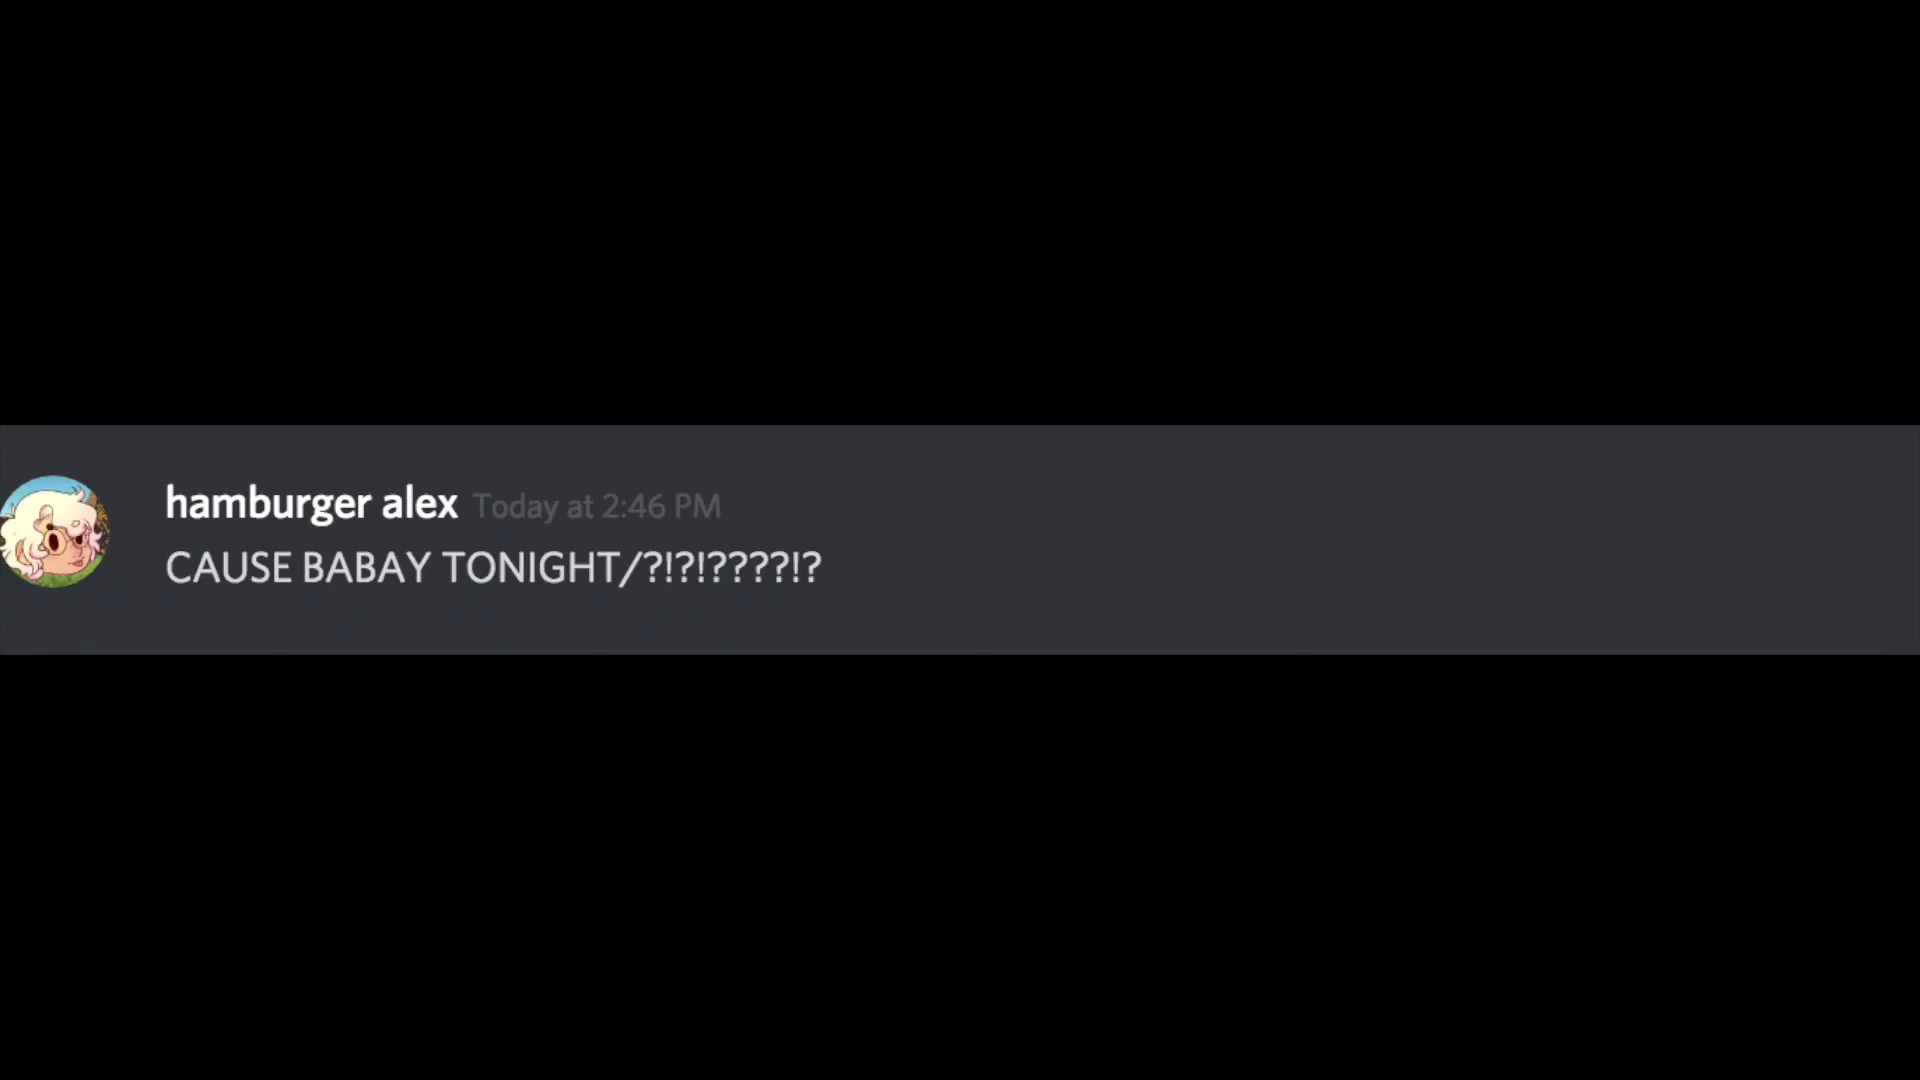 hamburger alex Today at 2:46 PM
CAUSE BABAY TONIGHT/?!?!????!?